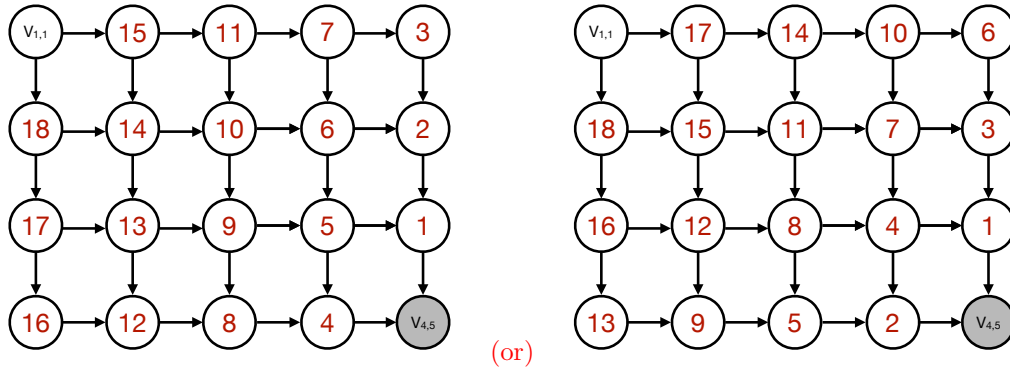 V1,1 15 11 7 3 V1,1 17 14 10 6
18 14 10 6 2 18 15 11 7 3
17 13 9 5 1 16 12 8 4 1
16 12 8 4 V4,5 13 9 5 2 V4,5
(or)